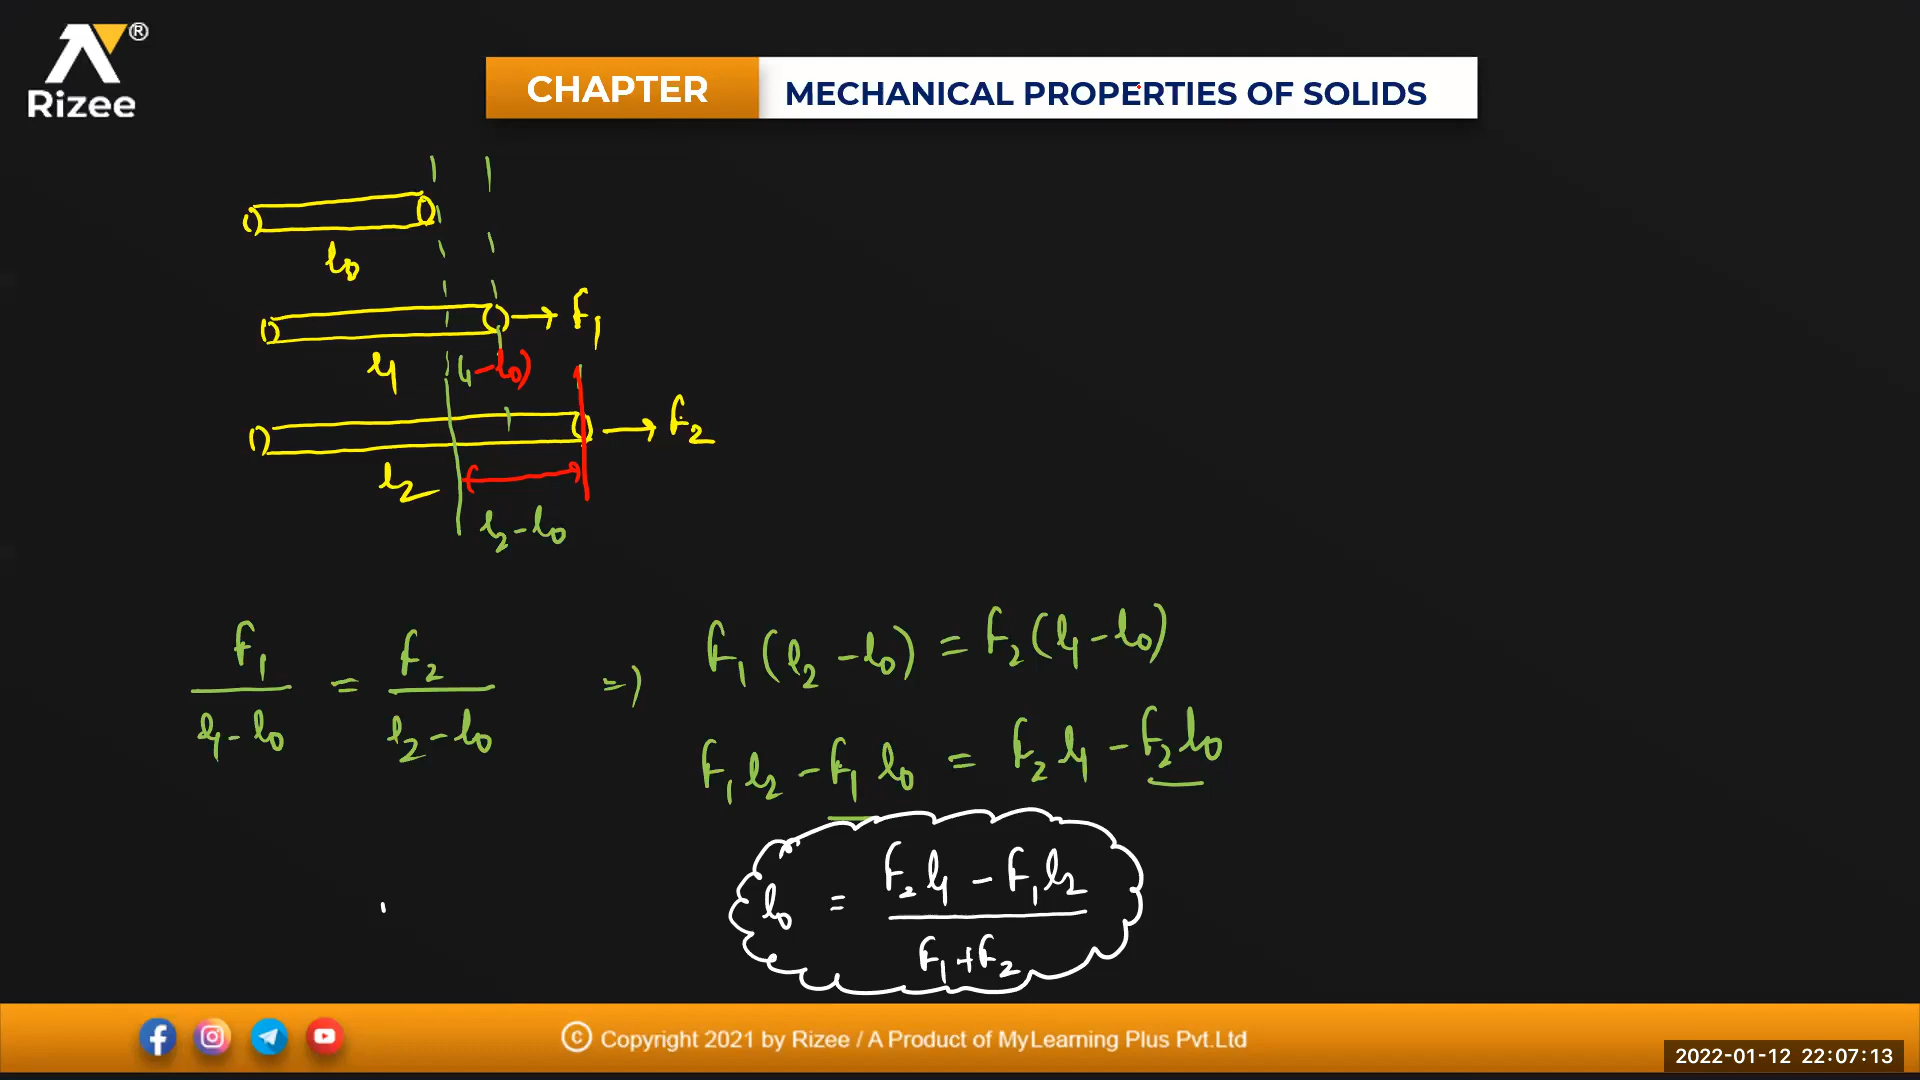 ®
Rizee
CHAPTER
MECHANICAL PROPERTIES OF SOLIDS
l₀
F₁
l₁
(l₁-l₀)
F₂
l₂
l₂-l₀
F₁/(l₁-l₀) = F₂/(l₂-l₀) => F₁(l₂-l₀) = F₂(l₁-l₀)
F₁l₂ - F₁l₀ = F₂l₁ - F₂l₀
l₀ = (F₂l₁ - F₁l₂)/(F₁+F₂)
© Copyright 2021 by Rizee / A Product of MyLearning Plus Pvt.Ltd
2022-01-12 22:07:13